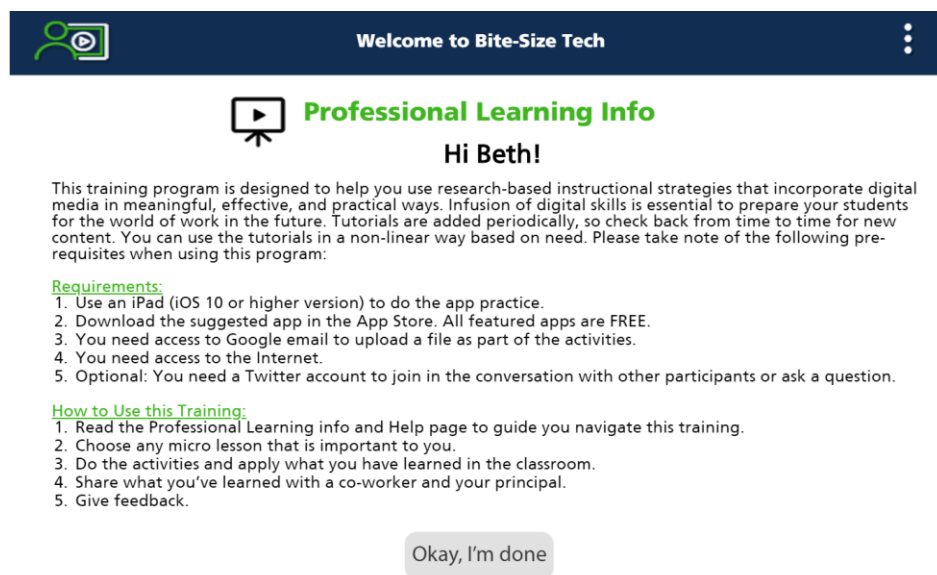 Welcome to Bite-Size Tech
Professional Learning Info
Hi Beth!
This training program is designed to help you use research-based instructional strategies that incorporate digital
media in meaningful, effective, and practical ways. Infusion of digital skills is essential to prepare your students
for the world of work in the future. Tutorials are added periodically, so check back from time to time for new
content. You can use the tutorials in a non-linear way based on need. Please take note of the following pre-
requisites when using this program:
Requirements:
1. Use an iPad (iOS 10 or higher version) to do the app practice.
2. Download the suggested app in the App Store. All featured apps are FREE.
3. You need access to Google email to upload a file as part of the activities.
4. You need access to the Internet.
5. Optional: You need a Twitter account to join in the conversation with other participants or ask a question.
How to Use this Training:
1. Read the Professional Learning info and Help page to guide you navigate this training.
2. Choose any micro lesson that is important to you.
3. Do the activities and apply what you have learned in the classroom.
4. Share what you've learned with a co-worker and your principal.
5. Give feedback.
Okay, I'm done